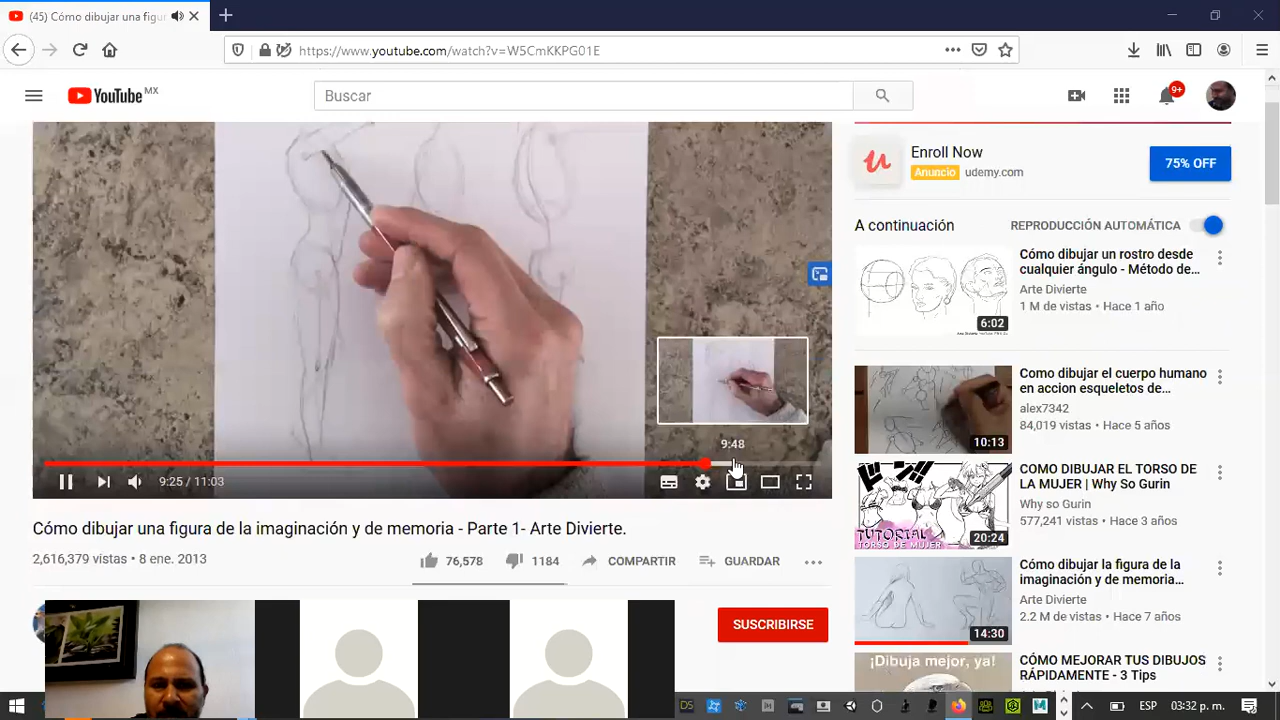 (45) Cómo dibujar una figur
https://www.youtube.com/watch?v=W5CmKKPG01E
YouTube MX
Buscar
9+
Enroll Now
Anuncio udemy.com
75% OFF
A continuación
REPRODUCCIÓN AUTOMÁTICA
Cómo dibujar un rostro desde
cualquier ángulo - Método de...
Arte Divierte
1 M de vistas • Hace 1 año
6:02
Como dibujar el cuerpo humano
en accion esqueletos de...
alex7342
84,019 vistas • Hace 5 años
10:13
COMO DIBUJAR EL TORSO DE
LA MUJER | Why So Gurin
Why so Gurin
577,241 vistas • Hace 3 años
TUTORIAL
TORSO DE MUJER
20:24
Cómo dibujar la figura de la
imaginación y de memoria...
Arte Divierte
2.2 M de vistas • Hace 7 años
14:30
¡Dibuja mejor, ya!
CÓMO MEJORAR TUS DIBUJOS
RÁPIDAMENTE - 3 Tips
9:48
9:25 / 11:03
Cómo dibujar una figura de la imaginación y de memoria - Parte 1- Arte Divierte.
2,616,379 vistas • 8 ene. 2013
76,578
1184
COMPARTIR
GUARDAR
SUSCRIBIRSE
DS
ESP
03:32 p. m.